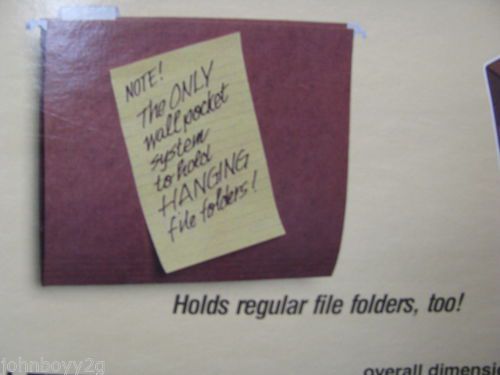 NOTE!
The ONLY
wall pocket
system
to hold
HANGING
file folders!
Holds regular file folders, too!
overall dimensi
johnboyy2g